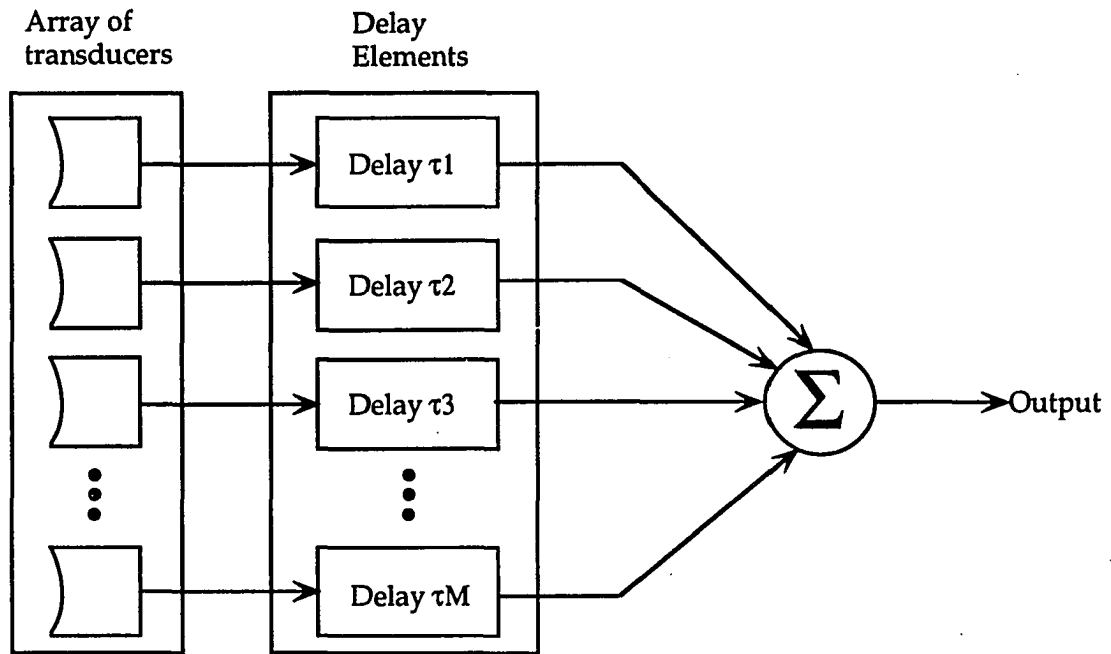 Array of
transducers
Delay
Elements
Delay τ1
Delay τ2
Delay τ3
Delay τM
Σ
Output